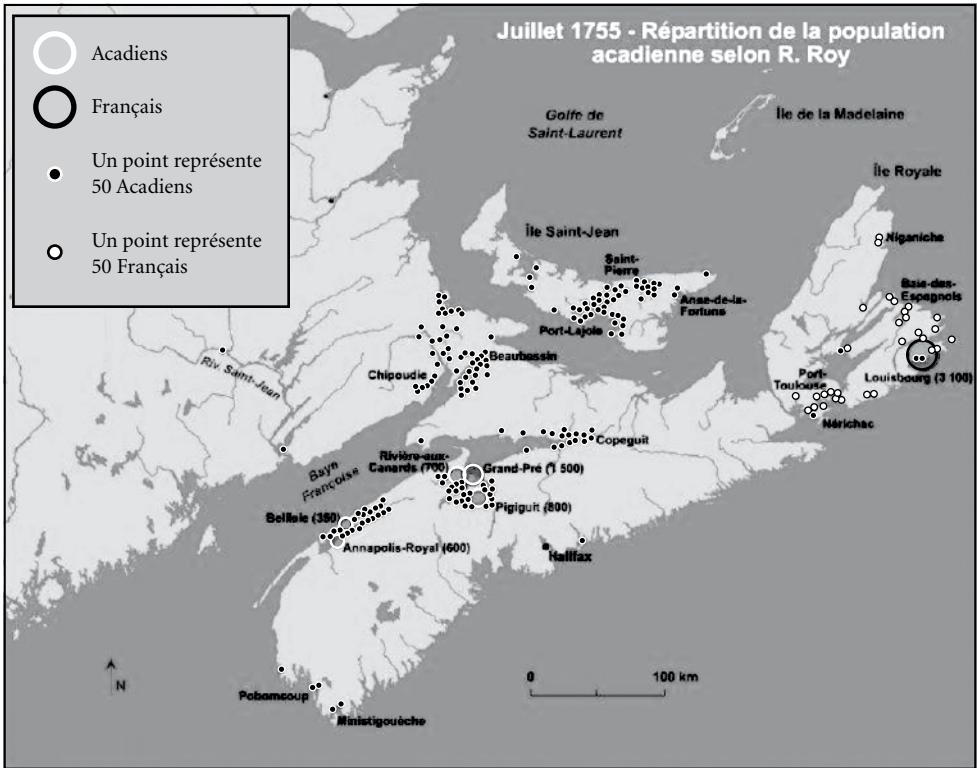 Juillet 1755 - Répartition de la population
acadienne selon R. Roy
Acadiens
Français
Un point représente
50 Acadiens
Un point représente
50 Français
Golfe de
Saint-Laurent
Île de la Madelaine
Île Royale
Île Saint-Jean
Niganiche
Saint-
Pierre
Baie-des-
Espagnols
Anse-de-la-
Fortune
Port-Lajoie
Beaubassin
Riv. Saint-Jean
Chipoudie
Port-
Toulouse
Louisbourg (3 100)
Nérichac
Copeguit
Rivière-aux-
Canards (700)
Grand-Pré (1 500)
Baye
Françoise
Pigiguit (800)
Bellisle (350)
Annapolis-Royal (600)
Halifax
N
0
100 km
Pobomcoup
Ministigouèche